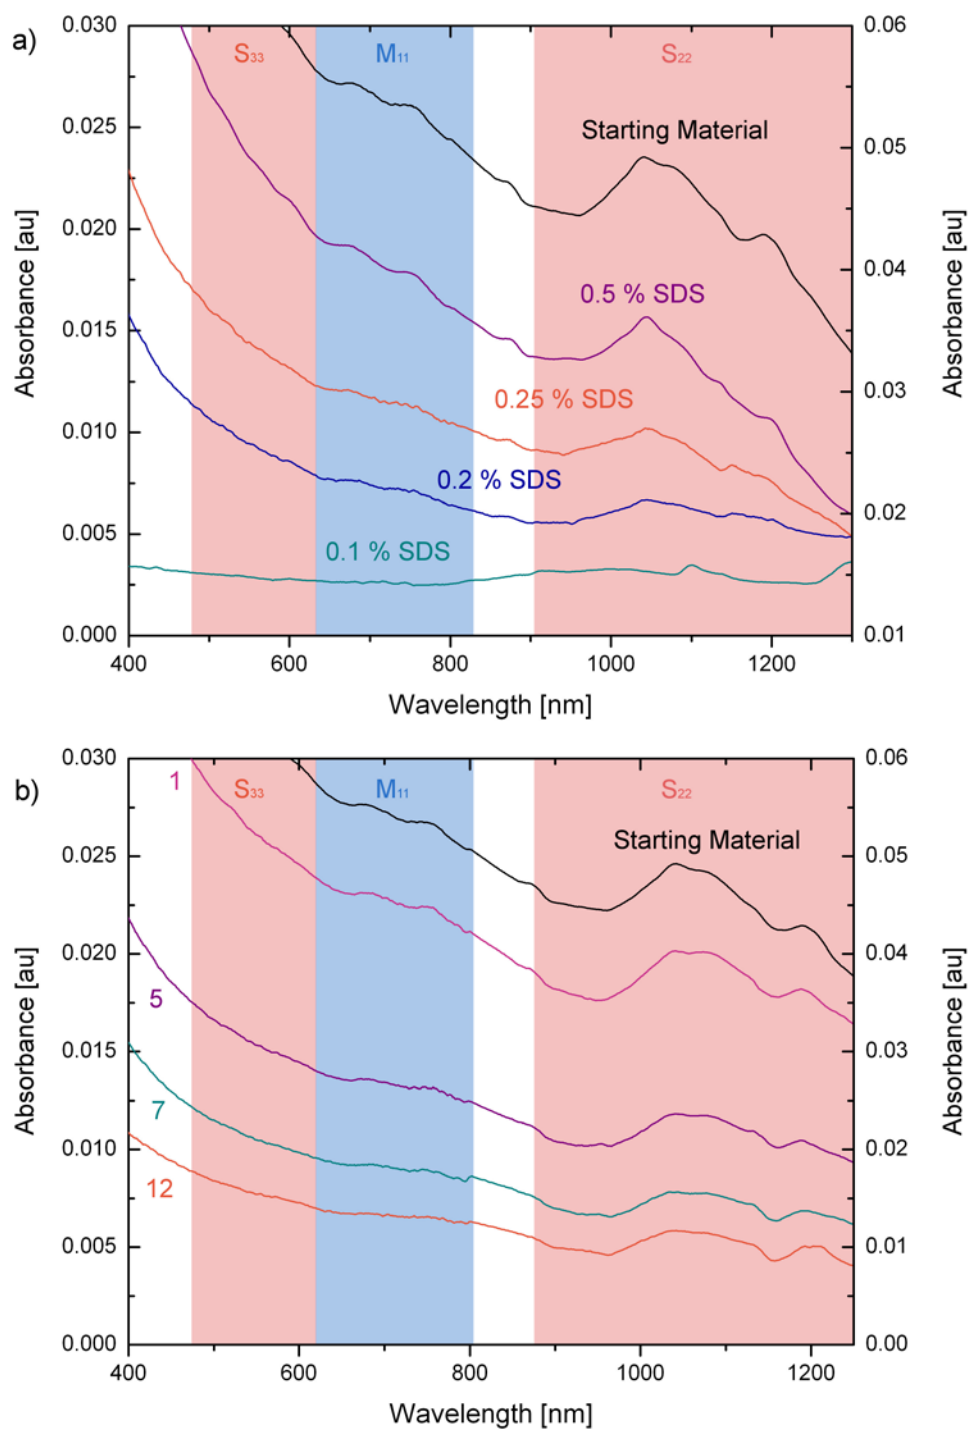 a)
S₃₃ M₁₁ S₂₂
Starting Material
0.5 % SDS
0.25 % SDS
0.2 % SDS
0.1 % SDS
0.030
0.025
0.020
0.015
0.010
0.005
0.000
Absorbance [au]
0.06
0.05
0.04
0.03
0.02
0.01
Absorbance [au]
400 600 800 1000 1200
Wavelength [nm]
b)
S₃₃ M₁₁ S₂₂
Starting Material
1
5
7
12
0.030
0.025
0.020
0.015
0.010
0.005
0.000
Absorbance [au]
0.06
0.05
0.04
0.03
0.02
0.01
0.00
Absorbance [au]
400 600 800 1000 1200
Wavelength [nm]